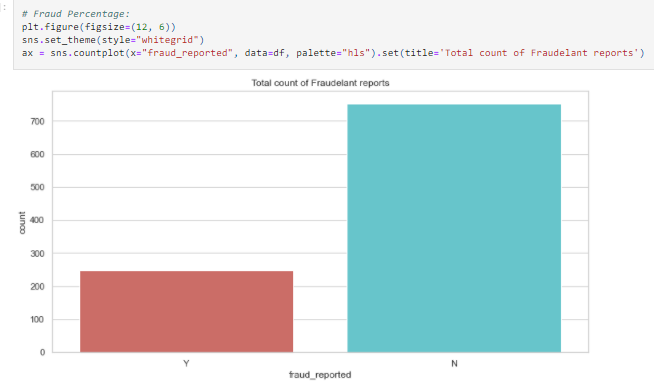 ]:
# Fraud Percentage:
plt.figure(figsize=(12, 6))
sns.set_theme(style="whitegrid")
ax = sns.countplot(x="fraud_reported", data=df, palette="hls").set(title='Total count of Fraudelant reports')
Total count of Fraudelant reports
700
600
500
400
300
200
100
0
count
Y
N
fraud_reported